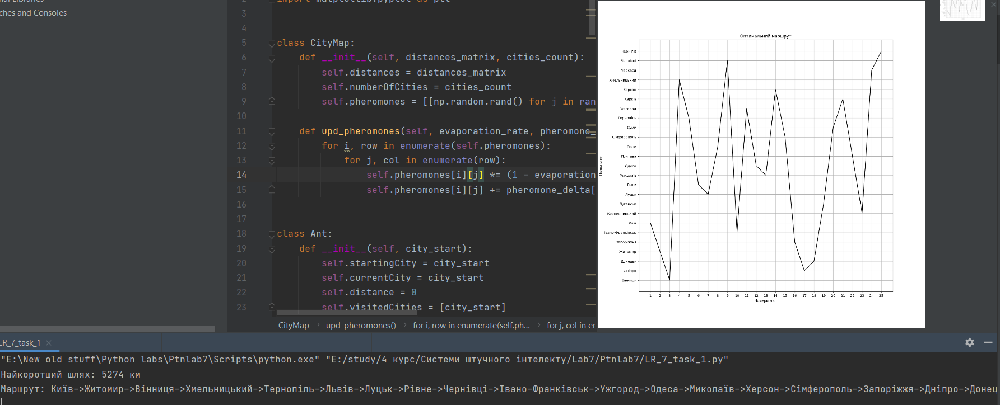 nal Libraries
ches and Consoles
2 import matplotlib.pyplot as plt
3
4
5 class CityMap:
6 def __init__(self, distances_matrix, cities_count):
7 self.distances = distances_matrix
8 self.numberOfCities = cities_count
9 self.pheromones = [[np.random.rand() for j in ran
10
11 def upd_pheromones(self, evaporation_rate, pheromone_
12 for i, row in enumerate(self.pheromones):
13 for j, col in enumerate(row):
14 self.pheromones[i][j] *= (1 - evaporation
15 self.pheromones[i][j] += pheromone_delta[
16
17
18 class Ant:
19 def __init__(self, city_start):
20 self.startingCity = city_start
21 self.currentCity = city_start
22 self.distance = 0
23 self.visitedCities = [city_start]
CityMap › upd_pheromones() › for i, row in enumerate(self.ph... › for j, col in er
Оптимальний маршрут
Назви міст
Чернігів
Чернівці
Черкаси
Хмельницький
Херсон
Харків
Ужгород
Тернопіль
Суми
Сімферополь
Рівне
Полтава
Одеса
Миколаїв
Львів
Луцьк
Луганськ
Кропивницький
Київ
Івано-Франківськ
Запоріжжя
Житомир
Донецьк
Дніпро
Вінниця
1 2 3 4 5 6 7 8 9 10 11 12 13 14 15 16 17 18 19 20 21 22 23 24 25
Номери міст
LR_7_task_1
"E:\New old stuff\Python labs\Ptnlab7\Scripts\python.exe" "E:/study/4 курс/Системи штучного інтелекту/Lab7/Ptnlab7/LR_7_task_1.py"
Найкоротший шлях: 5274 км
Маршрут: Київ->Житомир->Вінниця->Хмельницький->Тернопіль->Львів->Луцьк->Рівне->Чернівці->Івано-Франківськ->Ужгород->Одеса->Миколаїв->Херсон->Сімферополь->Запоріжжя->Дніпро->Донец